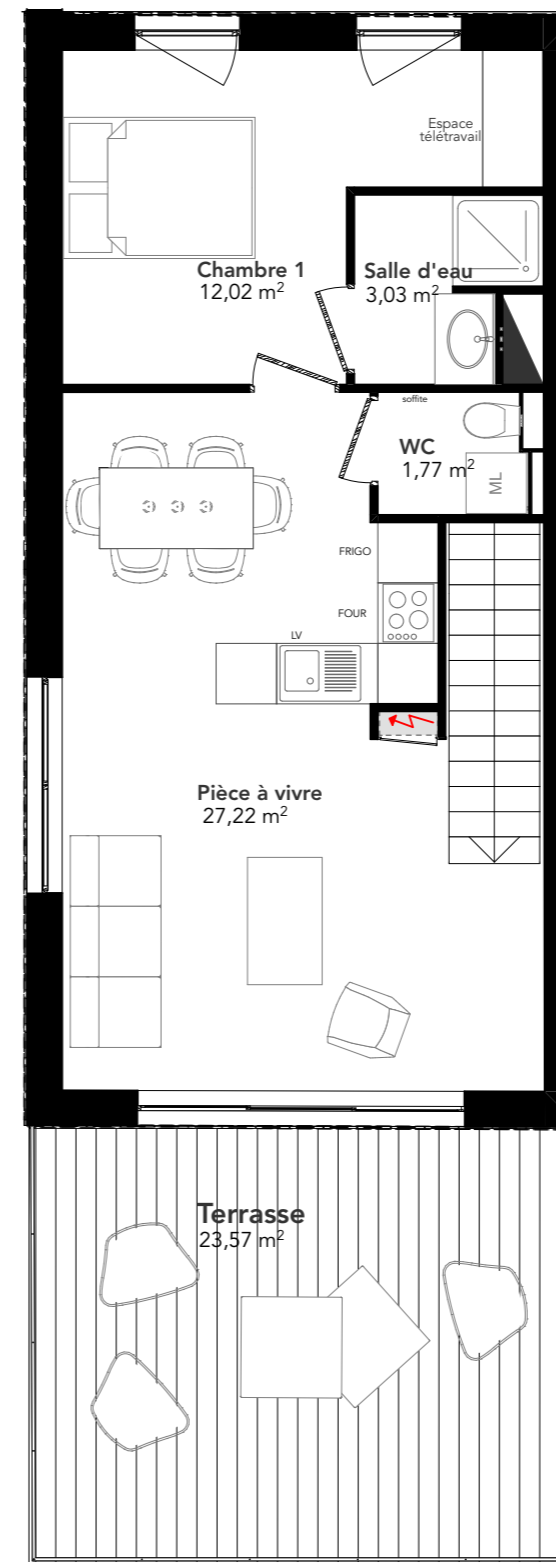 Espace
télétravail
Chambre 1
12,02 m²
Salle d'eau
3,03 m²
soffite
WC
1,77 m²
ML
FRIGO
FOUR
LV
Pièce à vivre
27,22 m²
Terrasse
23,57 m²